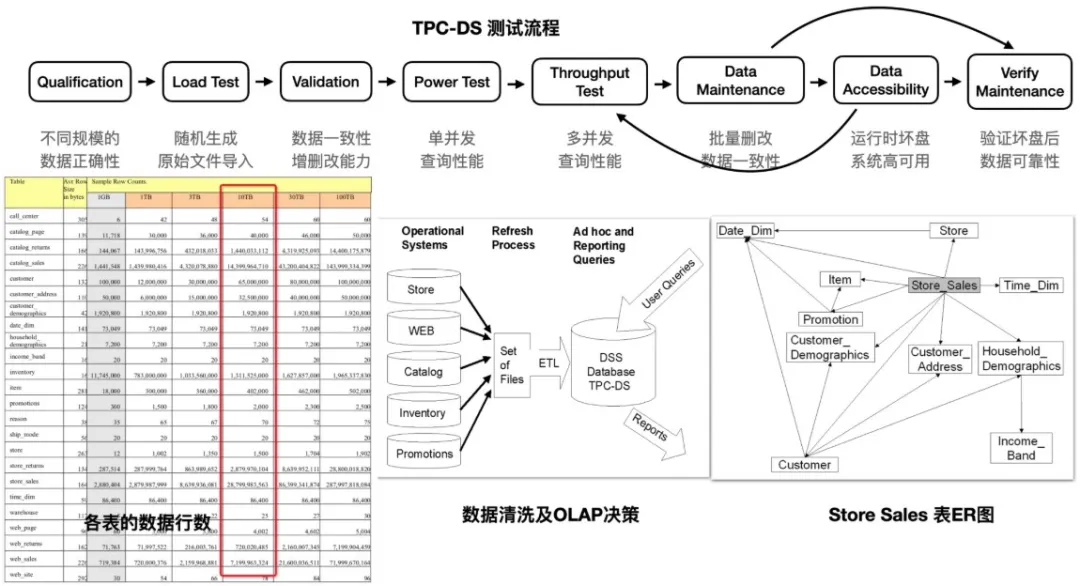 TPC-DS 测试流程
Qualification
Load Test
Validation
Power Test
Throughput
Test
Data
Maintenance
Data
Accessibility
Verify
Maintenance
不同规模的
数据正确性
随机生成
原始文件导入
数据一致性
增删改能力
单并发
查询性能
多并发
查询性能
批量删改
数据一致性
运行时坏盘
系统高可用
验证坏盘后
数据可靠性
Table Ave Row Sample Row Counts
Size
in bytes 1GB 1TB 3TB 10TB 30TB 100TB
call_center 305 6 42 48 54 60 60
catalog_page 139 11,718 30,000 36,000 40,000 46,000 50,000
catalog_returns 166 144,067 143,996,756 432,018,033 1,440,033,112 4,319,925,093 14,400,175,879
catalog_sales 226 1,441,548 1,439,980,416 4,320,078,880 14,399,964,710 43,200,404,822 143,999,334,399
customer 132 100,000 12,000,000 30,000,000 65,000,000 80,000,000 100,000,000
customer_address 110 50,000 6,000,000 15,000,000 32,500,000 40,000,000 50,000,000
customer_
demographics 42 1,920,800 1,920,800 1,920,800 1,920,800 1,920,800 1,920,800
date_dim 141 73,049 73,049 73,049 73,049 73,049 73,049
household_
demographics 21 7,200 7,200 7,200 7,200 7,200 7,200
income_band 16 20 20 20 20 20 20
inventory 16 11,745,000 783,000,000 1,033,560,000 1,311,525,000 1,627,857,000 1,965,337,830
item 281 18,000 300,000 360,000 402,000 462,000 502,000
promotions 124 300 1,500 1,800 2,000 2,300 2,500
reason 38 35 65 67 70 72 75
ship_mode 56 20 20 20 20 20 20
store 263 12 1,002 1,350 1,500 1,704 1,902
store_returns 134 287,514 287,999,764 863,989,652 2,879,970,104 8,639,952,111 28,800,018,820
store_sales 164 2,880,404 2,879,987,999 8,639,936,081 28,799,983,563 86,399,341,874 287,997,818,084
time_dim 59 86,400 86,400 86,400 86,400 86,400 86,400
warehouse 22 25 27 30
web_page 4,002 4,602 5,004
web_returns 162 71,763 71,997,522 216,003,761 720,020,485 2,160,007,345 7,199,904,459
web_sales 226 719,384 720,000,376 2,159,968,881 7,199,963,324 21,600,036,511 71,999,670,164
web_site 292 30 54 66 78 84 96
各表的数据行数
Operational
Systems
Refresh
Process
Ad hoc and
Reporting
Queries
Store
WEB
Catalog
Inventory
Promotions
Set
of
Files
ETL
DSS
Database
TPC-DS
User Queries
Reports
数据清洗及OLAP决策
Date_Dim
Store
Item
Store_Sales
Time_Dim
Promotion
Customer_
Demographics
Customer_
Address
Household_
Demographics
Income_
Band
Customer
Store Sales 表ER图